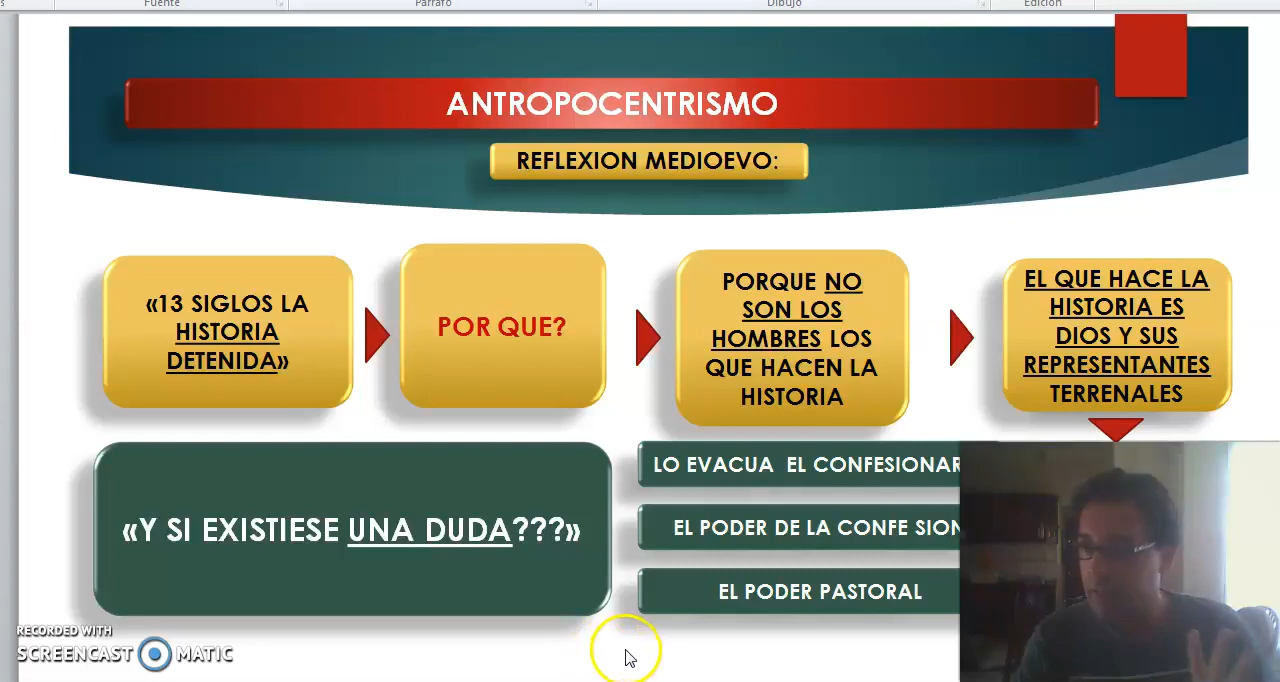 Fuente
Párrafo
Dibujo
Edición
ANTROPOCENTRISMO
REFLEXION MEDIOEVO:
«13 SIGLOS LA
HISTORIA
DETENIDA»
POR QUE?
PORQUE NO
SON LOS
HOMBRES LOS
QUE HACEN LA
HISTORIA
EL QUE HACE LA
HISTORIA ES
DIOS Y SUS
REPRESENTANTES
TERRENALES
«Y SI EXISTIESE UNA DUDA???»
LO EVACUA EL CONFESIONAR
EL PODER DE LA CONFE SION
EL PODER PASTORAL
RECORDED WITH
SCREENCAST MATIC